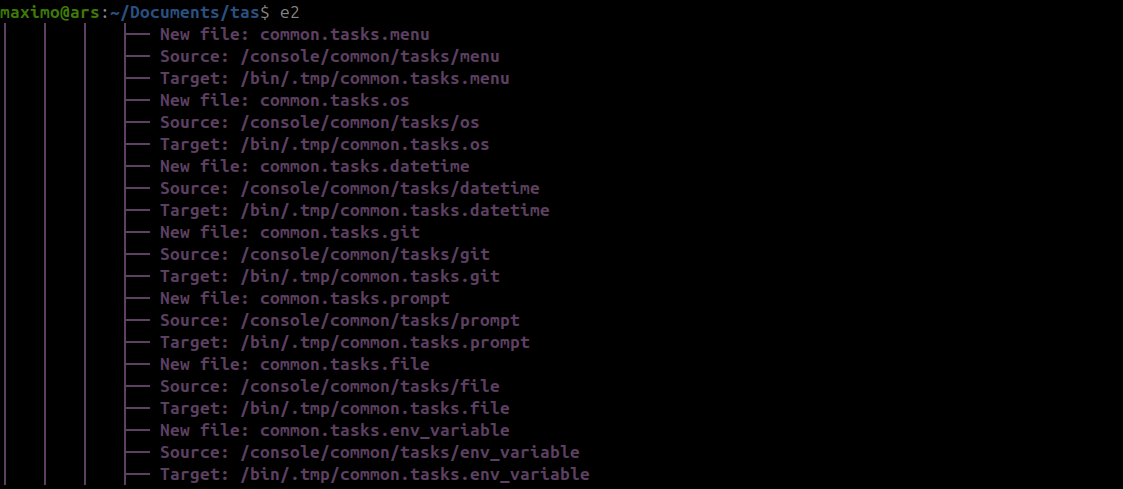 maximo@ars:~/Documents/tas$ e2
New file: common.tasks.menu
Source: /console/common/tasks/menu
Target: /bin/.tmp/common.tasks.menu
New file: common.tasks.os
Source: /console/common/tasks/os
Target: /bin/.tmp/common.tasks.os
New file: common.tasks.datetime
Source: /console/common/tasks/datetime
Target: /bin/.tmp/common.tasks.datetime
New file: common.tasks.git
Source: /console/common/tasks/git
Target: /bin/.tmp/common.tasks.git
New file: common.tasks.prompt
Source: /console/common/tasks/prompt
Target: /bin/.tmp/common.tasks.prompt
New file: common.tasks.file
Source: /console/common/tasks/file
Target: /bin/.tmp/common.tasks.file
New file: common.tasks.env_variable
Source: /console/common/tasks/env_variable
Target: /bin/.tmp/common.tasks.env_variable